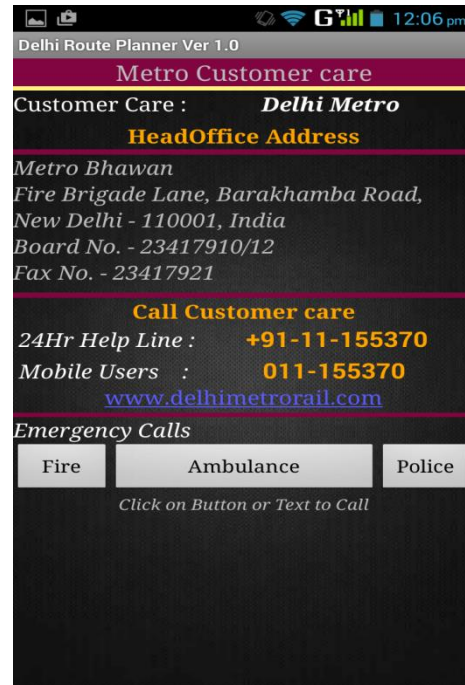 G 12:06 pm
Delhi Route Planner Ver 1.0
Metro Customer care
Customer Care : Delhi Metro
HeadOffice Address
Metro Bhawan
Fire Brigade Lane, Barakhamba Road,
New Delhi - 110001, India
Board No. - 23417910/12
Fax No. - 23417921
Call Customer care
24Hr Help Line : +91-11-155370
Mobile Users : 011-155370
www.delhimetrorail.com
Emergency Calls
Fire Ambulance Police
Click on Button or Text to Call